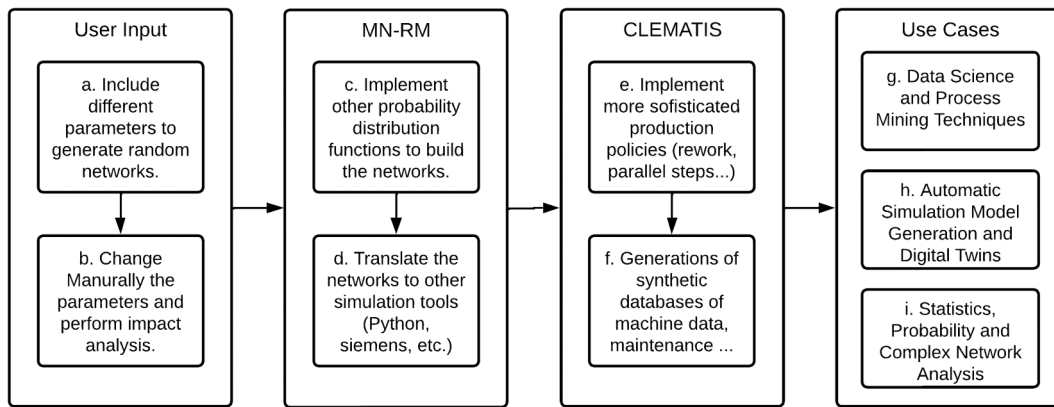 User Input
a. Include
different
parameters to
generate random
networks.
b. Change
Manurally the
parameters and
perform impact
analysis.
MN-RM
c. Implement
other probability
distribution
functions to build
the networks.
d. Translate the
networks to other
simulation tools
(Python,
siemens, etc.)
CLEMATIS
e. Implement
more sofisticated
production
policies (rework,
parallel steps...)
f. Generations of
synthetic
databases of
machine data,
maintenance ...
Use Cases
g. Data Science
and Process
Mining Techniques
h. Automatic
Simulation Model
Generation and
Digital Twins
i. Statistics,
Probability and
Complex Network
Analysis